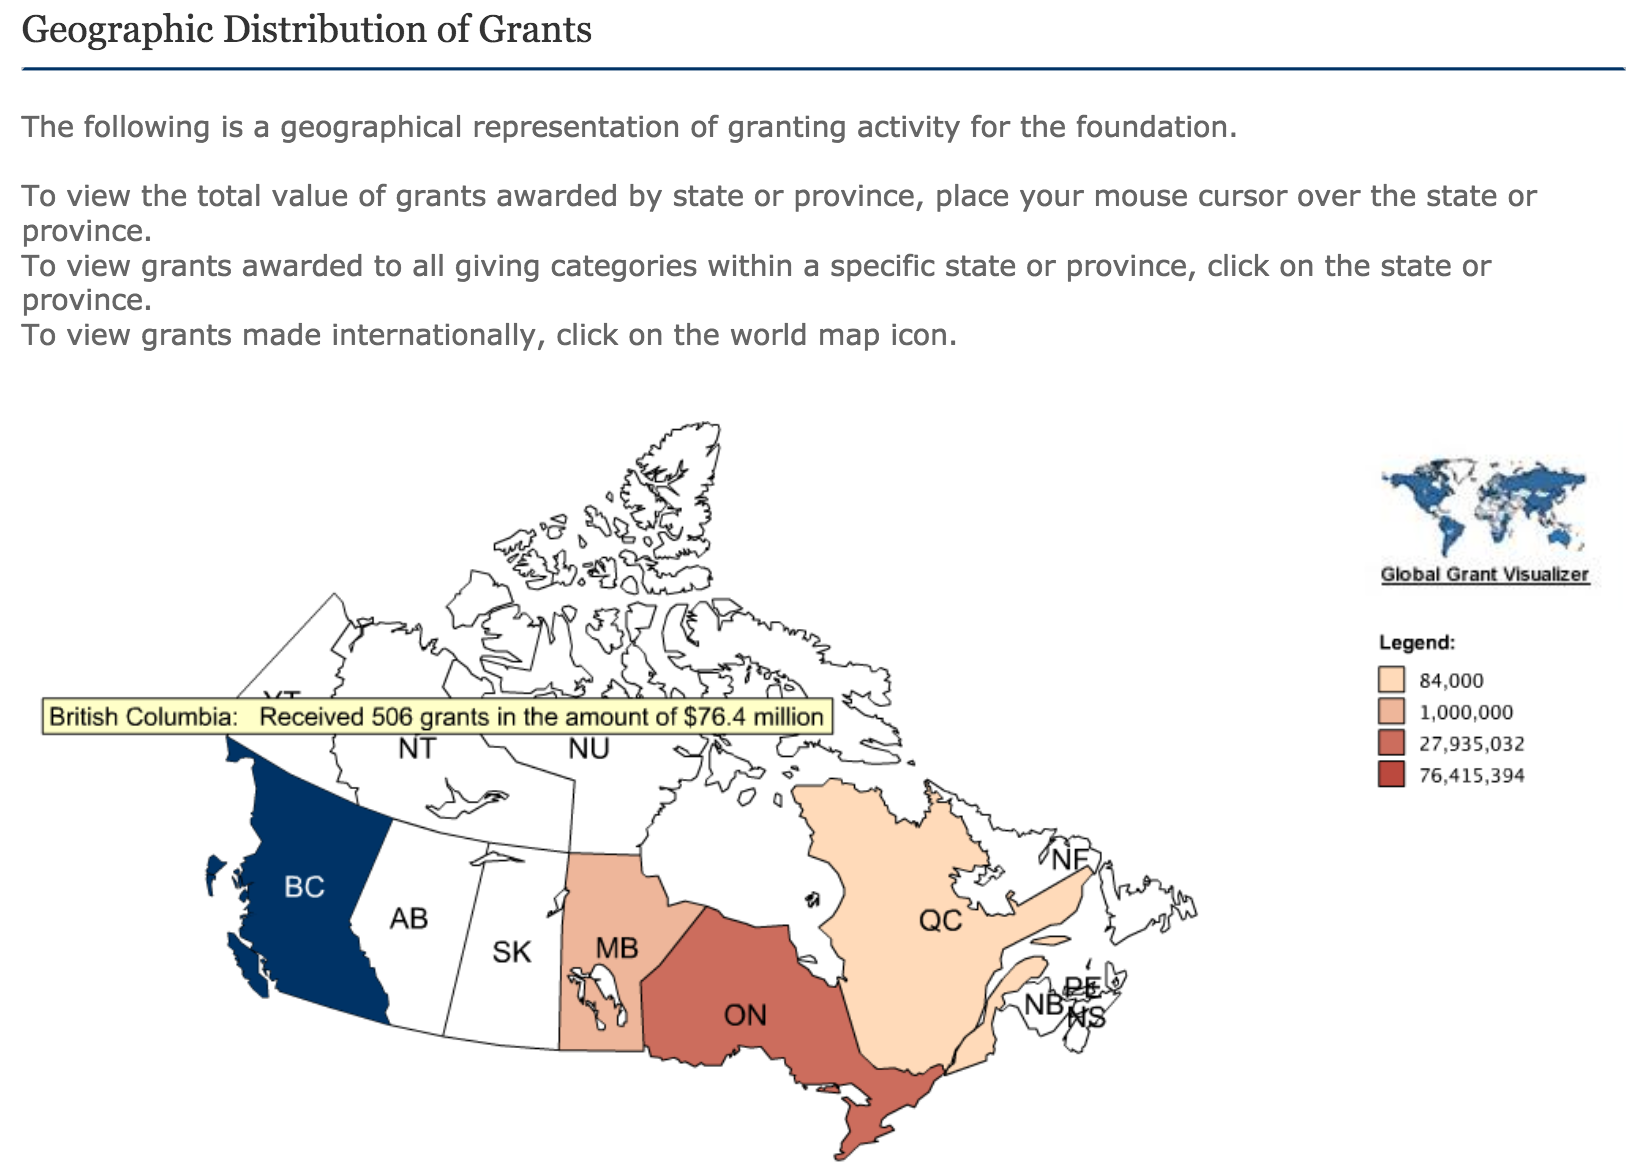 Geographic Distribution of Grants
The following is a geographical representation of granting activity for the foundation.
To view the total value of grants awarded by state or province, place your mouse cursor over the state or
province.
To view grants awarded to all giving categories within a specific state or province, click on the state or
province.
To view grants made internationally, click on the world map icon.
Global Grant Visualizer
Legend:
84,000
1,000,000
27,935,032
76,415,394
YT
British Columbia: Received 506 grants in the amount of $76.4 million
NT
NU
BC
AB
SK
MB
ON
QC
NF
NB
PE
NS